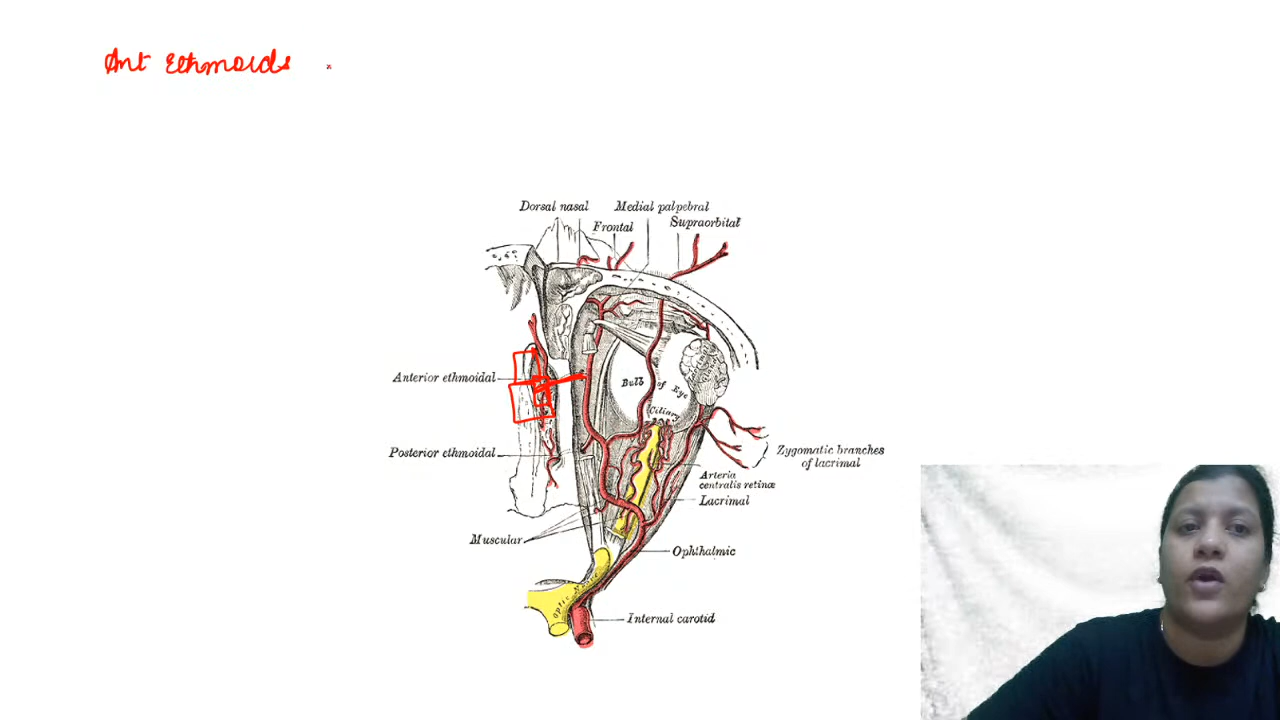 Ant Ethmoids
Dorsal nasal
Medial palpebral
Frontal
Supraorbital
Anterior ethmoidal
Bulb of Eye
Ciliary
Posterior ethmoidal
Zygomatic branches
of lacrimal
Arteria
centralis retinæ
Lacrimal
Muscular
Ophthalmic
Optic
Internal carotid